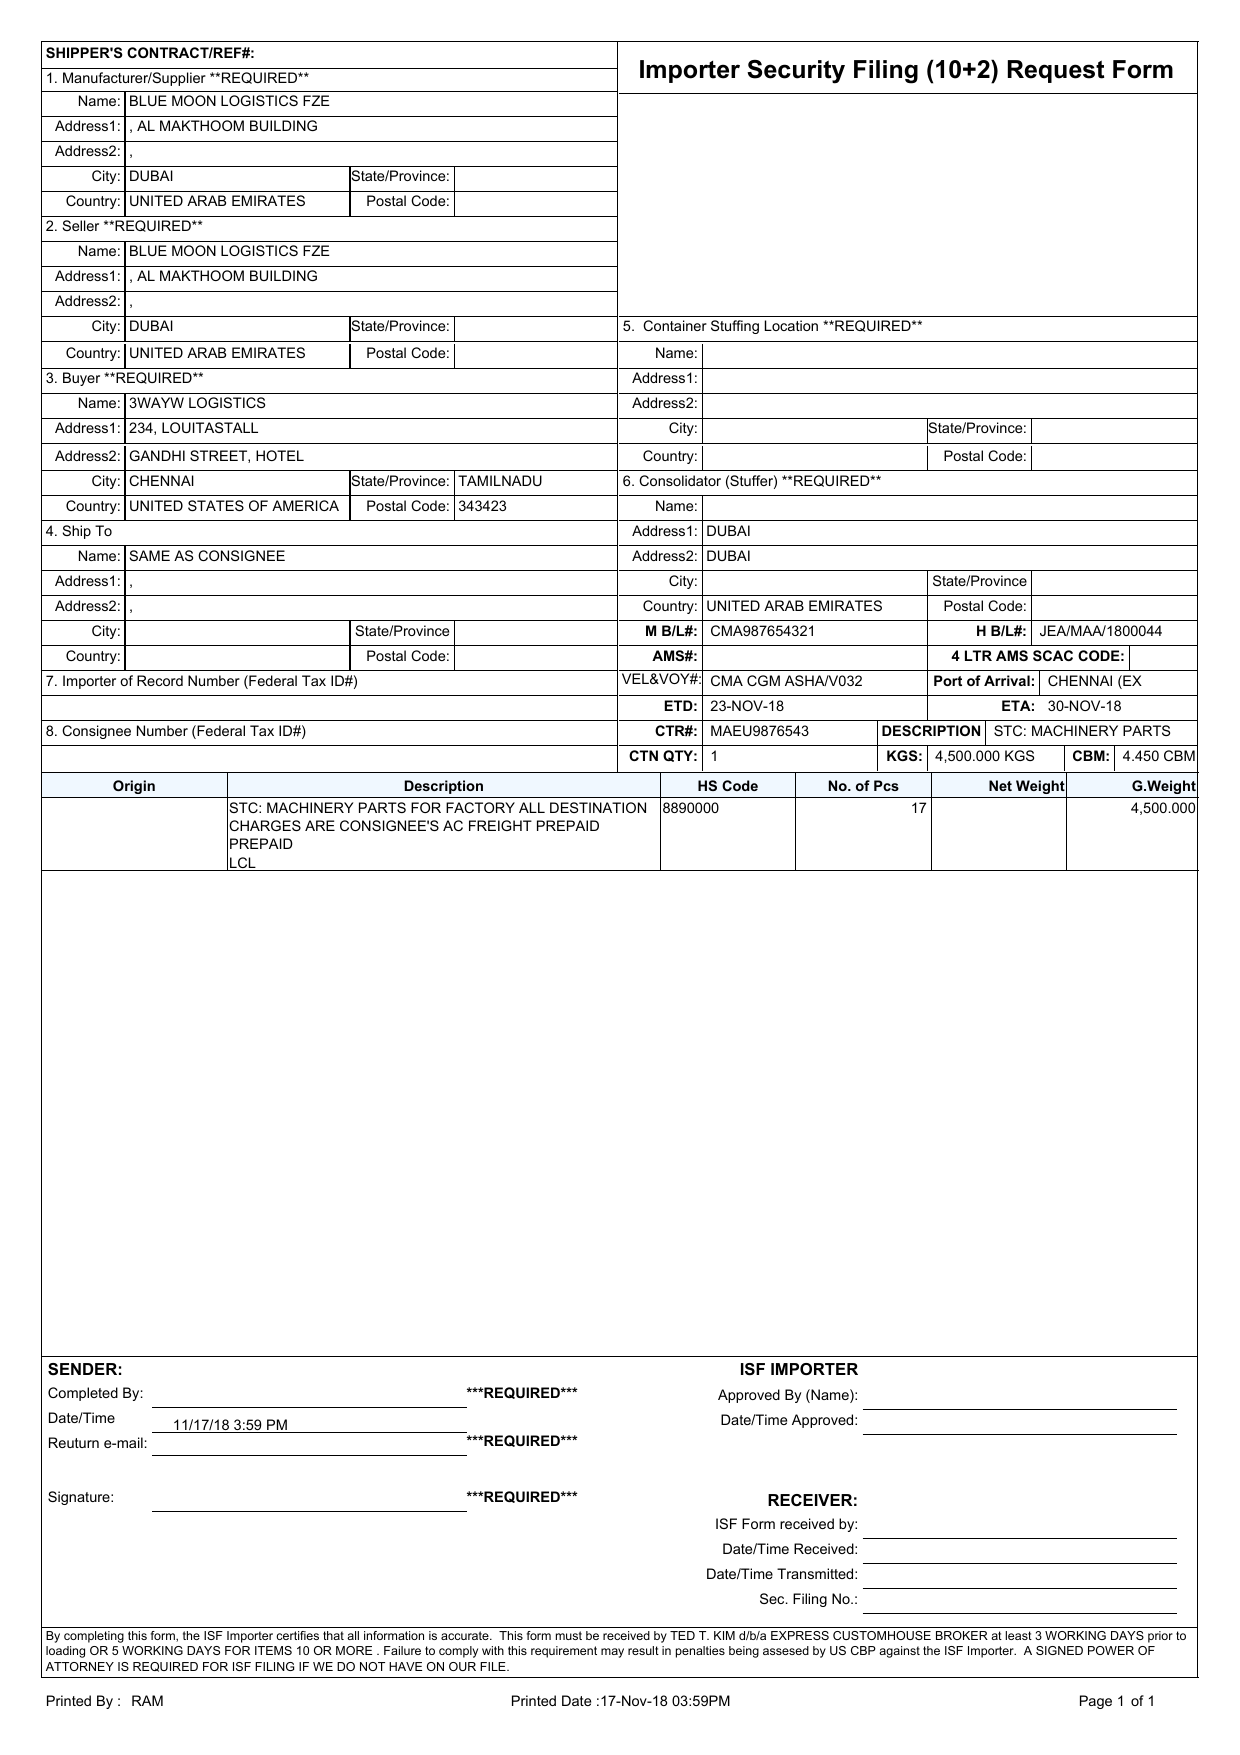 SHIPPER'S CONTRACT/REF#:
Importer Security Filing (10+2) Request Form
1. Manufacturer/Supplier **REQUIRED**
Name: BLUE MOON LOGISTICS FZE
Address1: , AL MAKTHOOM BUILDING
Address2: ,
City: DUBAI State/Province:
Country: UNITED ARAB EMIRATES Postal Code:
2. Seller **REQUIRED**
Name: BLUE MOON LOGISTICS FZE
Address1: , AL MAKTHOOM BUILDING
Address2: ,
City: DUBAI State/Province:
Country: UNITED ARAB EMIRATES Postal Code:
3. Buyer **REQUIRED**
Name: 3WAYW LOGISTICS
Address1: 234, LOUITASTALL
Address2: GANDHI STREET, HOTEL
City: CHENNAI State/Province: TAMILNADU
Country: UNITED STATES OF AMERICA Postal Code: 343423
4. Ship To
Name: SAME AS CONSIGNEE
Address1: ,
Address2: ,
City: State/Province
Country: Postal Code:
7. Importer of Record Number (Federal Tax ID#)
8. Consignee Number (Federal Tax ID#)
5. Container Stuffing Location **REQUIRED**
Name:
Address1:
Address2:
City: State/Province:
Country: Postal Code:
6. Consolidator (Stuffer) **REQUIRED**
Name:
Address1: DUBAI
Address2: DUBAI
City: State/Province
Country: UNITED ARAB EMIRATES Postal Code:
M B/L#: CMA987654321 H B/L#: JEA/MAA/1800044
AMS#: 4 LTR AMS SCAC CODE:
VEL&VOY#: CMA CGM ASHA/V032 Port of Arrival: CHENNAI (EX
ETD: 23-NOV-18 ETA: 30-NOV-18
CTR#: MAEU9876543 DESCRIPTION STC: MACHINERY PARTS
CTN QTY: 1 KGS: 4,500.000 KGS CBM: 4.450 CBM
Origin Description HS Code No. of Pcs Net Weight G.Weight
STC: MACHINERY PARTS FOR FACTORY ALL DESTINATION 8890000 17 4,500.000
CHARGES ARE CONSIGNEE'S AC FREIGHT PREPAID
PREPAID
LCL
SENDER:
Completed By: ***REQUIRED***
Date/Time 11/17/18 3:59 PM
Reuturn e-mail: ***REQUIRED***
Signature: ***REQUIRED***
ISF IMPORTER
Approved By (Name):
Date/Time Approved:
RECEIVER:
ISF Form received by:
Date/Time Received:
Date/Time Transmitted:
Sec. Filing No.:
By completing this form, the ISF Importer certifies that all information is accurate. This form must be received by TED T. KIM d/b/a EXPRESS CUSTOMHOUSE BROKER at least 3 WORKING DAYS prior to
loading OR 5 WORKING DAYS FOR ITEMS 10 OR MORE . Failure to comply with this requirement may result in penalties being assesed by US CBP against the ISF Importer. A SIGNED POWER OF
ATTORNEY IS REQUIRED FOR ISF FILING IF WE DO NOT HAVE ON OUR FILE.
Printed By : RAM Printed Date :17-Nov-18 03:59PM Page 1 of 1